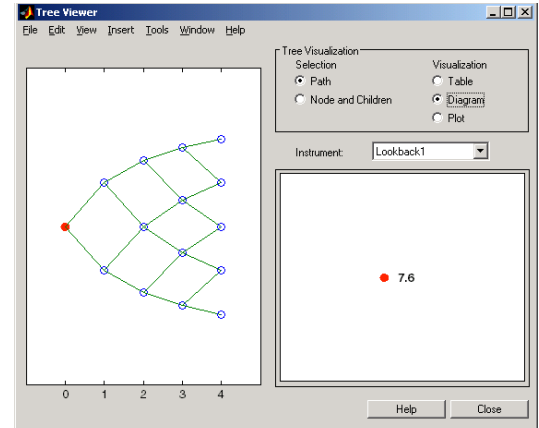 Tree Viewer
File Edit View Insert Tools Window Help
Tree Visualization
Selection Visualization
Path Table
Node and Children Diagram
Plot
Instrument: Lookback1
7.6
0 1 2 3 4
Help Close